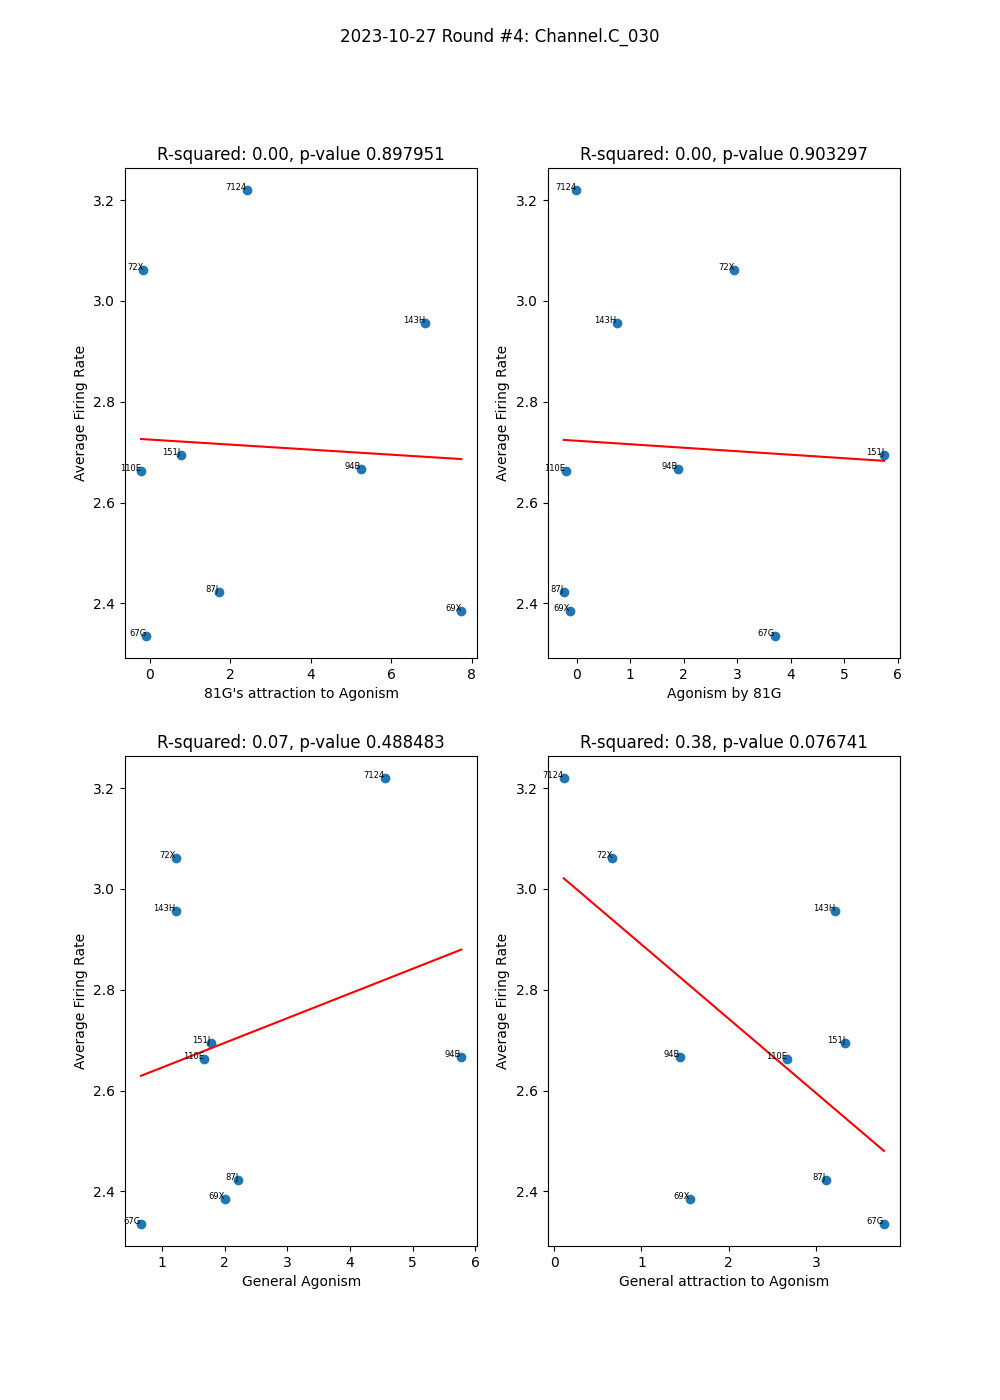 2023-10-27 Round #4: Channel.C_030
R-squared: 0.00, p-value 0.897951
Average Firing Rate
3.2
3.0
2.8
2.6
2.4
7124
72X
143H
151J
110E
94B
87J
69X
67G
0 2 4 6 8
81G's attraction to Agonism
R-squared: 0.00, p-value 0.903297
Average Firing Rate
3.2
3.0
2.8
2.6
2.4
7124
72X
143H
151J
110E
94B
87J
69X
67G
0 1 2 3 4 5 6
Agonism by 81G
R-squared: 0.07, p-value 0.488483
Average Firing Rate
3.2
3.0
2.8
2.6
2.4
7124
72X
143H
151J
110E
94B
87J
69X
67G
1 2 3 4 5 6
General Agonism
R-squared: 0.38, p-value 0.076741
Average Firing Rate
3.2
3.0
2.8
2.6
2.4
7124
72X
143H
151J
94B
110E
87J
69X
67G
0 1 2 3
General attraction to Agonism